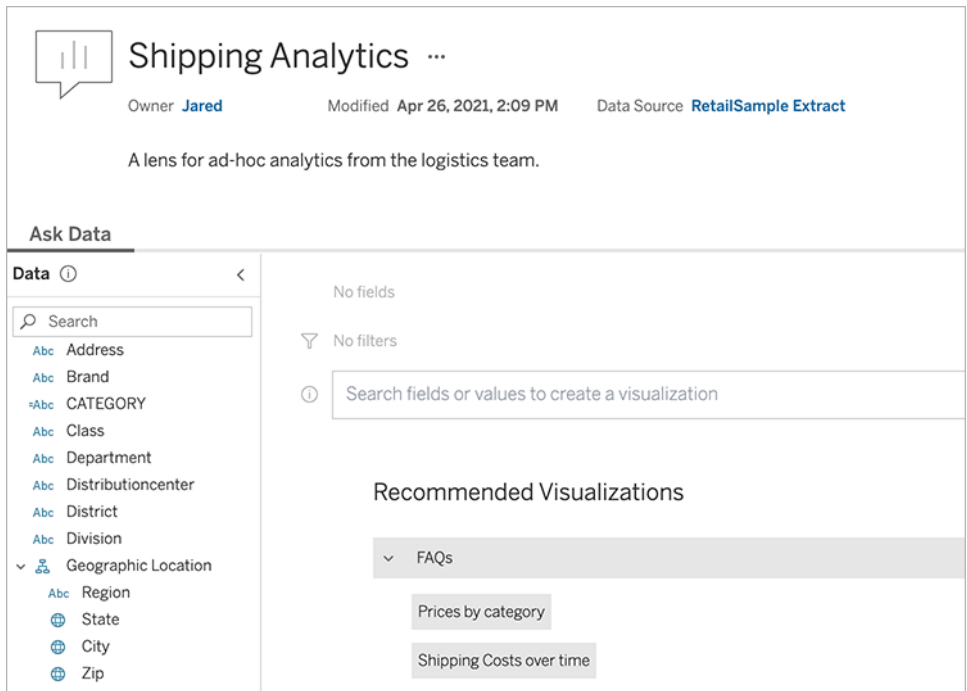 Shipping Analytics ...
Owner Jared Modified Apr 26, 2021, 2:09 PM Data Source RetailSample Extract
A lens for ad-hoc analytics from the logistics team.
Ask Data
Data
Search
Abc Address
Abc Brand
=Abc CATEGORY
Abc Class
Abc Department
Abc Distributioncenter
Abc District
Abc Division
Geographic Location
Abc Region
State
City
Zip
No fields
No filters
Search fields or values to create a visualization
Recommended Visualizations
FAQs
Prices by category
Shipping Costs over time